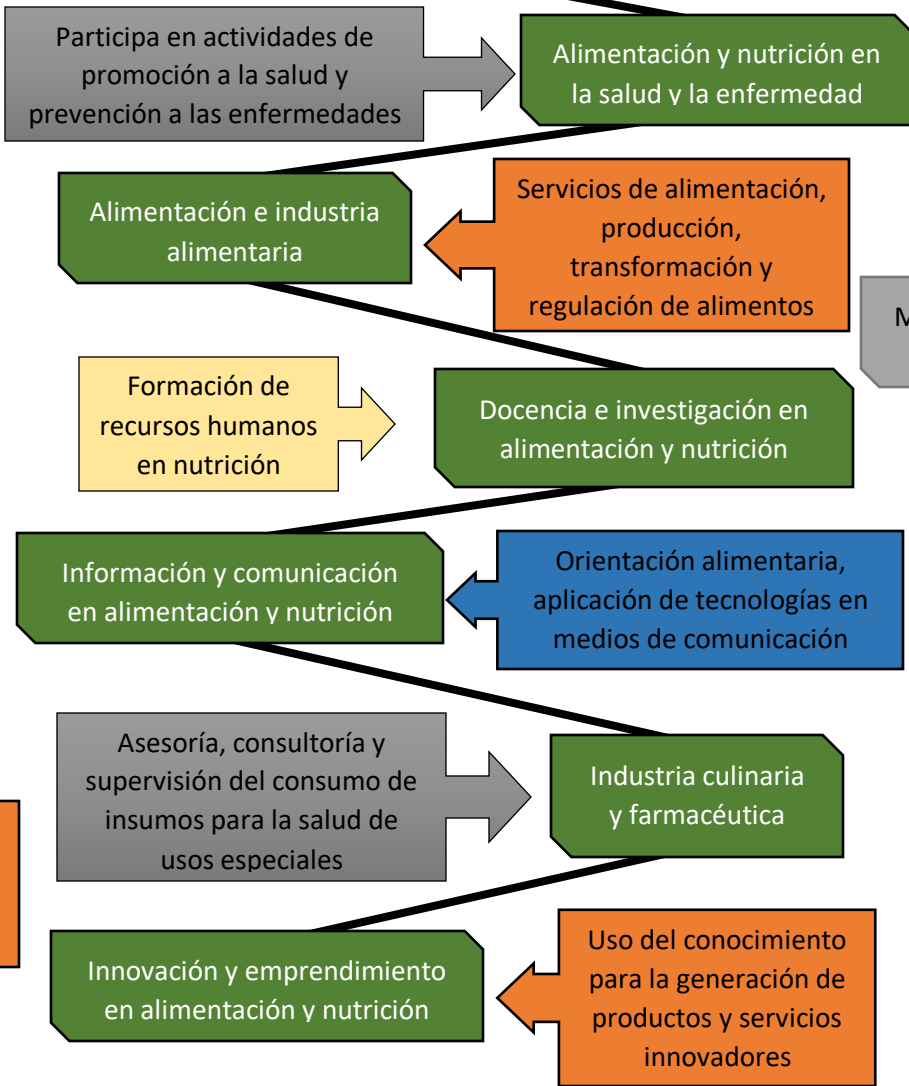 Participa en actividades de
promoción a la salud y
prevención a las enfermedades
Alimentación y nutrición en
la salud y la enfermedad
Alimentación e industria
alimentaria
Servicios de alimentación,
producción,
transformación y
regulación de alimentos
M
Formación de
recursos humanos
en nutrición
Docencia e investigación en
alimentación y nutrición
Información y comunicación
en alimentación y nutrición
Orientación alimentaria,
aplicación de tecnologías en
medios de comunicación
Asesoría, consultoría y
supervisión del consumo de
insumos para la salud de
usos especiales
Industria culinaria
y farmacéutica
Innovación y emprendimiento
en alimentación y nutrición
Uso del conocimiento
para la generación de
productos y servicios
innovadores